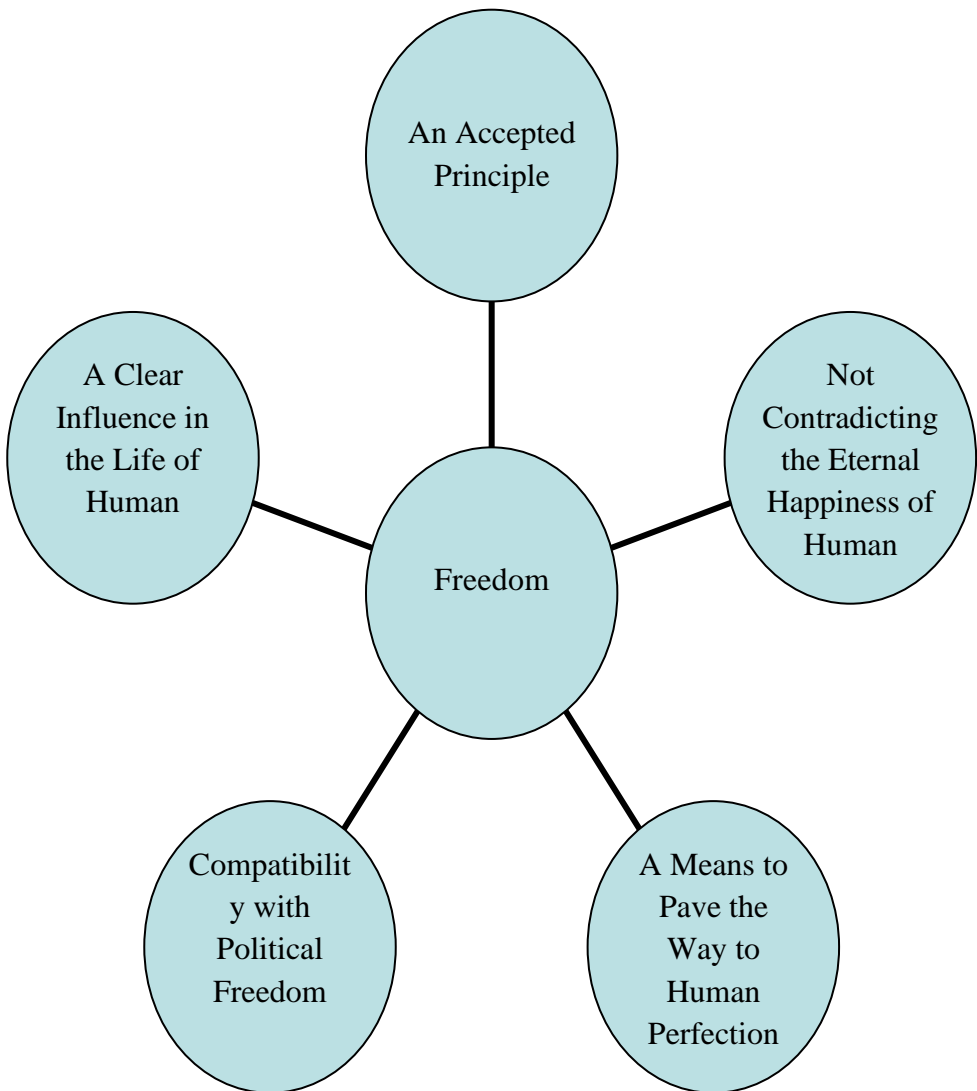 An Accepted
Principle
A Clear
Influence in
the Life of
Human
Not
Contradicting
the Eternal
Happiness of
Human
Freedom
Compatibilit
y with
Political
Freedom
A Means to
Pave the
Way to
Human
Perfection